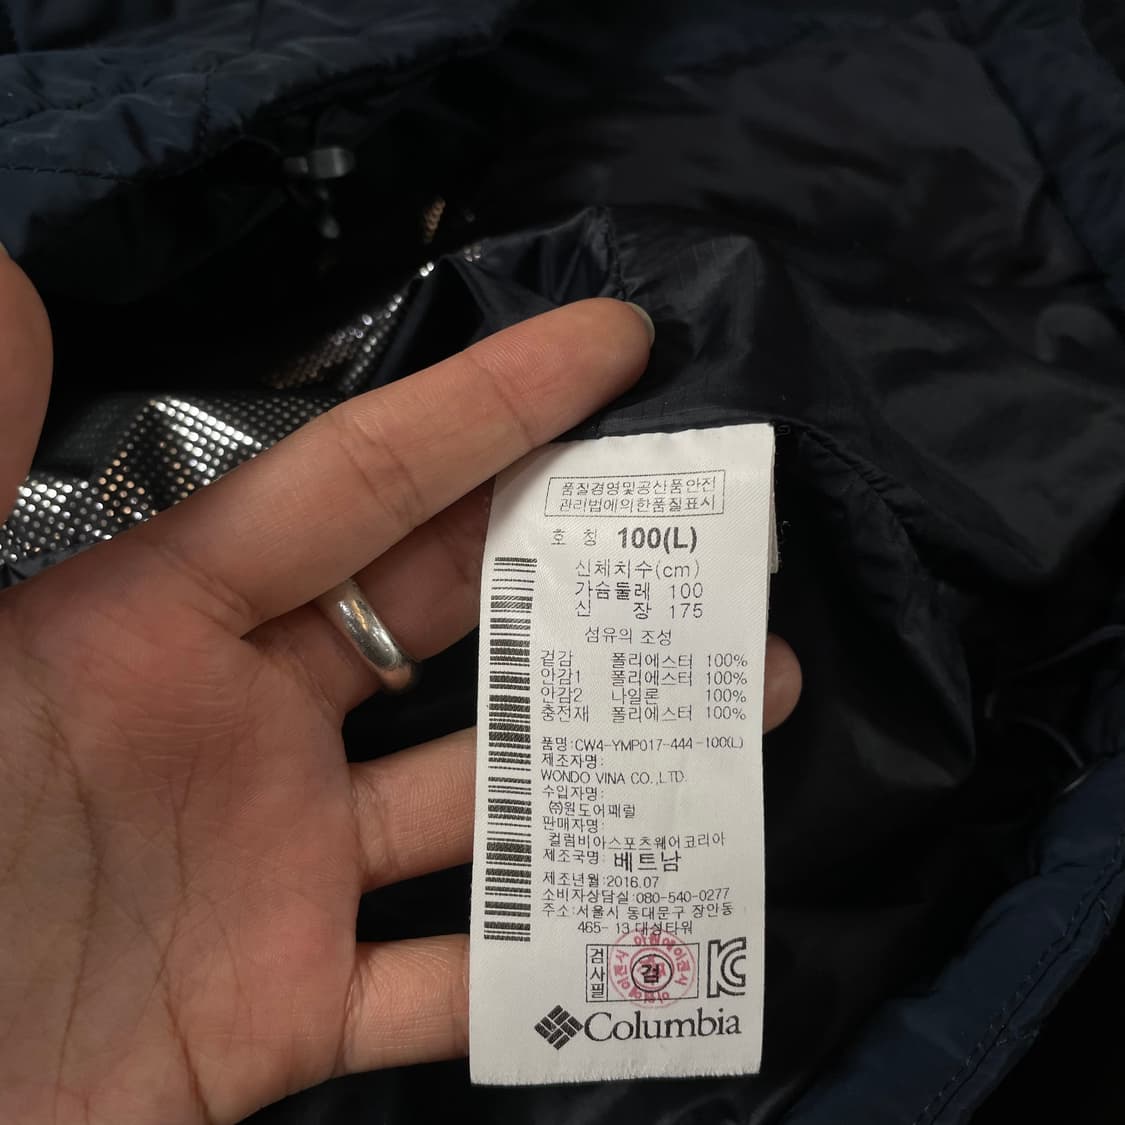 품질경영및공산품안전
관리법에의한품질표시
호 칭 100(L)
신체치수(cm)
가슴둘레 100
신 장 175
섬유의 조성
겉감 폴리에스터 100%
안감1 폴리에스터 100%
안감2 나일론 100%
충전재 폴리에스터 100%
품명:CW4-YMP017-444-100(L)
제조자명:
WONDO VINA CO.,LTD.
수입자명:
㈜원도어패럴
판매자명:
컬럼비아스포츠웨어코리아
제조국명: 베트남
제조년월:2016.07
소비자상담실:080-540-0277
주소:서울시 동대문구 장안동
465-13 대성타워
검사필
검
Columbia